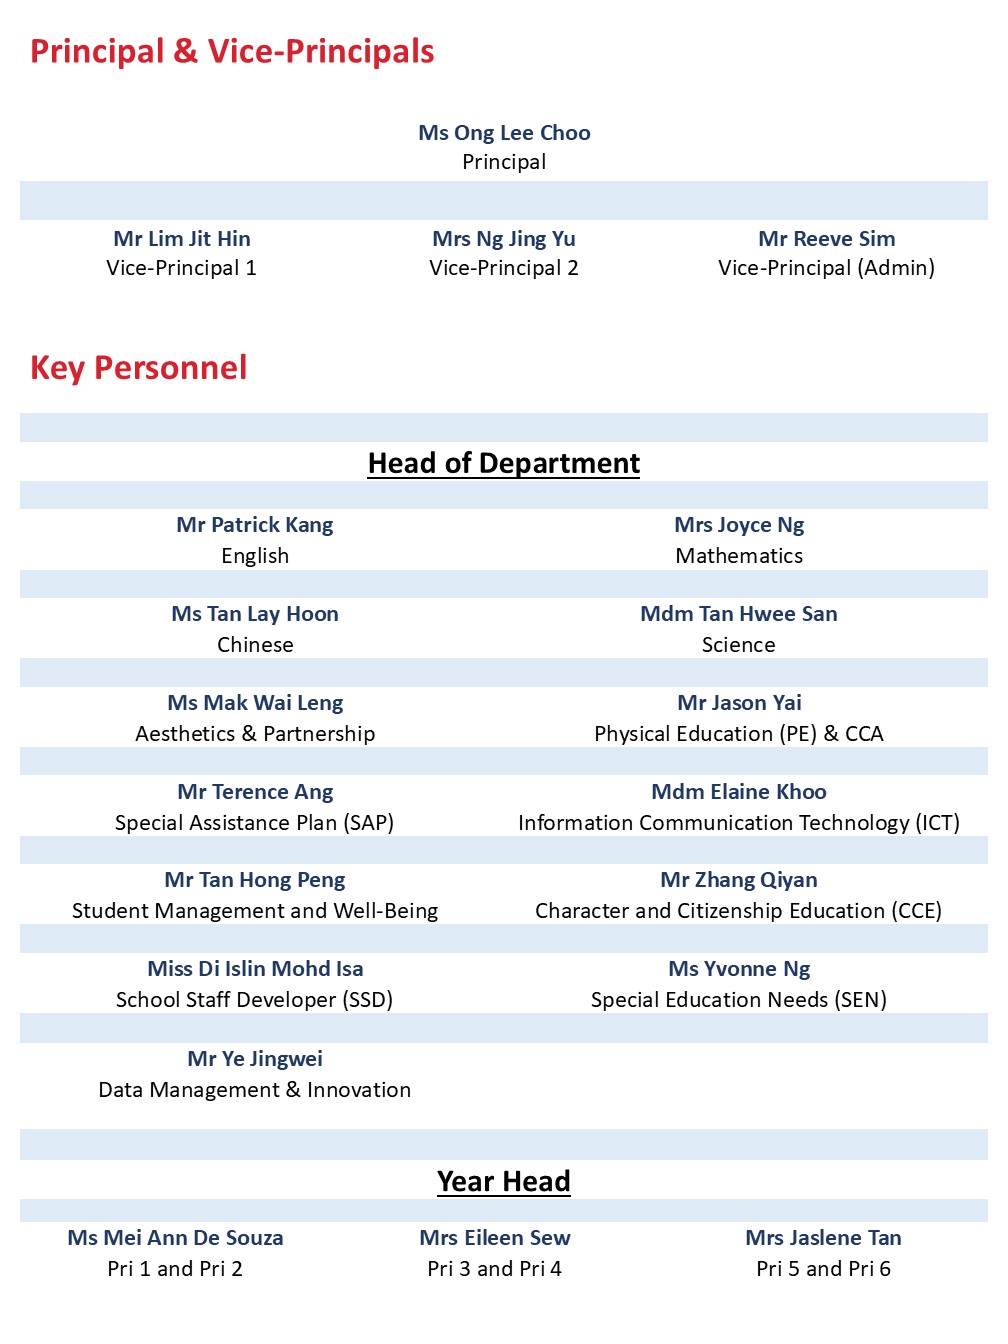 Principal & Vice-Principals
Ms Ong Lee Choo
Principal
Mr Lim Jit Hin Mrs Ng Jing Yu Mr Reeve Sim
Vice-Principal 1 Vice-Principal 2 Vice-Principal (Admin)
Key Personnel
Head of Department
Mr Patrick Kang Mrs Joyce Ng
English Mathematics
Ms Tan Lay Hoon Mdm Tan Hwee San
Chinese Science
Ms Mak Wai Leng Mr Jason Yai
Aesthetics & Partnership Physical Education (PE) & CCA
Mr Terence Ang Mdm Elaine Khoo
Special Assistance Plan (SAP) Information Communication Technology (ICT)
Mr Tan Hong Peng Mr Zhang Qiyan
Student Management and Well-Being Character and Citizenship Education (CCE)
Miss Di Islin Mohd Isa Ms Yvonne Ng
School Staff Developer (SSD) Special Education Needs (SEN)
Mr Ye Jingwei
Data Management & Innovation
Year Head
Ms Mei Ann De Souza Mrs Eileen Sew Mrs Jaslene Tan
Pri 1 and Pri 2 Pri 3 and Pri 4 Pri 5 and Pri 6